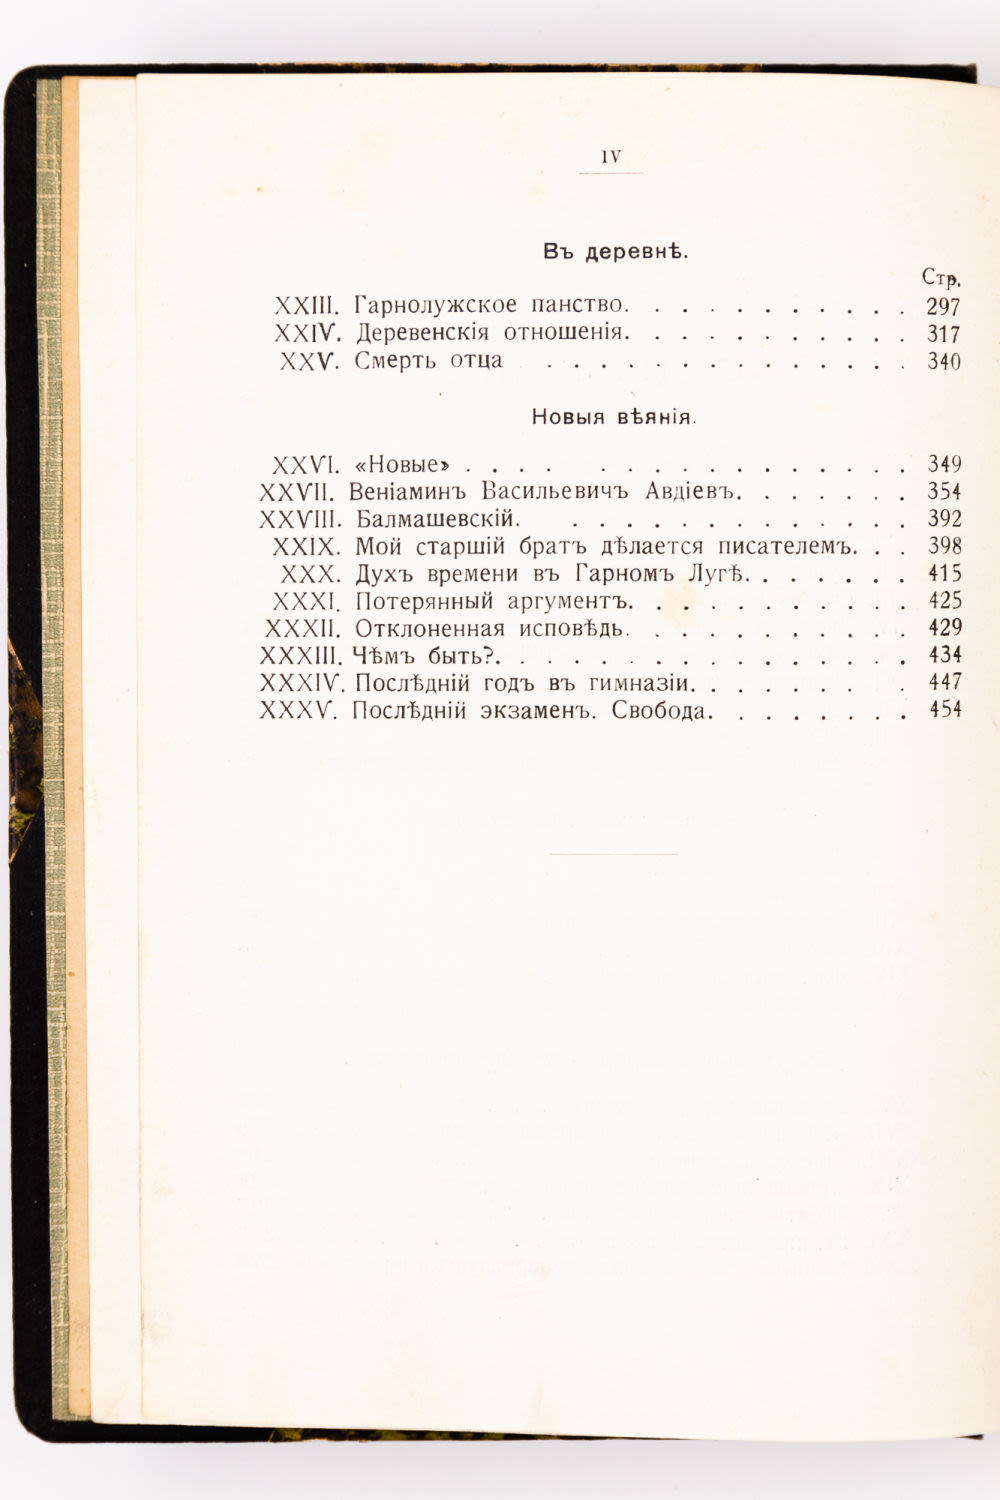 IV
Въ деревнѣ.
Стр.
XXIII. Гарнолужское панство. . . . . . . . . . . 297
XXIV. Деревенскія отношенія. . . . . . . . . . . 317
XXV. Смерть отца . . . . . . . . . . . . . . 340
Новыя вѣянія.
XXVI. «Новые» . . . . . . . . . . . . . . . . 349
XXVII. Веніаминъ Васильевичъ Авдіевъ. . . . . . . 354
XXVIII. Балмашевскій. . . . . . . . . . . . . . 392
XXIX. Мой старшій братъ дѣлается писателемъ. . . 398
XXX. Духъ времени въ Гарномъ Лугѣ. . . . . . . 415
XXXI. Потерянный аргументъ. . . . . . . . . . . 425
XXXII. Отклоненная исповѣдь. . . . . . . . . . . 429
XXXIII. Чѣмъ быть?. . . . . . . . . . . . . . . . 434
XXXIV. Послѣдній годъ въ гимназіи. . . . . . . . 447
XXXV. Послѣдній экзаменъ. Свобода. . . . . . . . 454